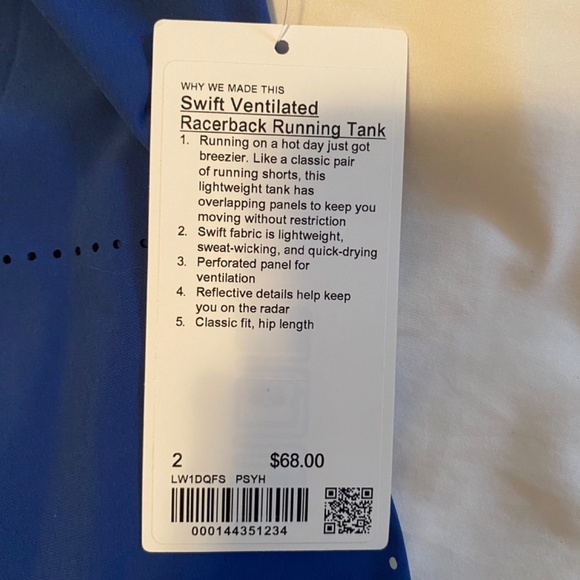 WHY WE MADE THIS
Swift Ventilated
Racerback Running Tank
1. Running on a hot day just got
breezier. Like a classic pair
of running shorts, this
lightweight tank has
overlapping panels to keep you
moving without restriction
2. Swift fabric is lightweight,
sweat-wicking, and quick-drying
3. Perforated panel for
ventilation
4. Reflective details help keep
you on the radar
5. Classic fit, hip length
2 $68.00
LW1DQFS PSYH
000144351234